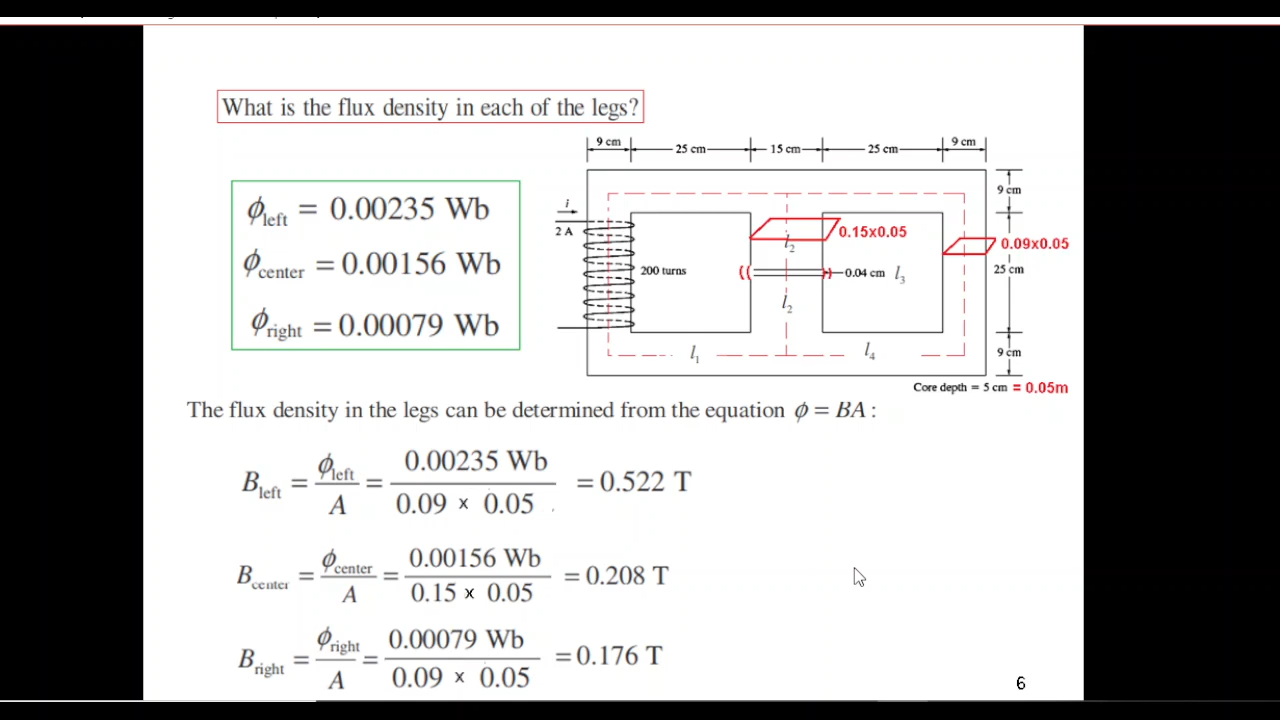 What is the flux density in each of the legs?
ϕleft = 0.00235 Wb
ϕcenter = 0.00156 Wb
ϕright = 0.00079 Wb
9 cm 25 cm 15 cm 25 cm 9 cm
9 cm
i
2 A
l2
0.15x0.05
0.09x0.05
200 turns
0.04 cm
l3
25 cm
l2
l1
l4
9 cm
Core depth = 5 cm = 0.05m
The flux density in the legs can be determined from the equation ϕ = BA :
Bleft = ϕleft / A = 0.00235 Wb / 0.09 x 0.05 = 0.522 T
Bcenter = ϕcenter / A = 0.00156 Wb / 0.15 x 0.05 = 0.208 T
Bright = ϕright / A = 0.00079 Wb / 0.09 x 0.05 = 0.176 T
6